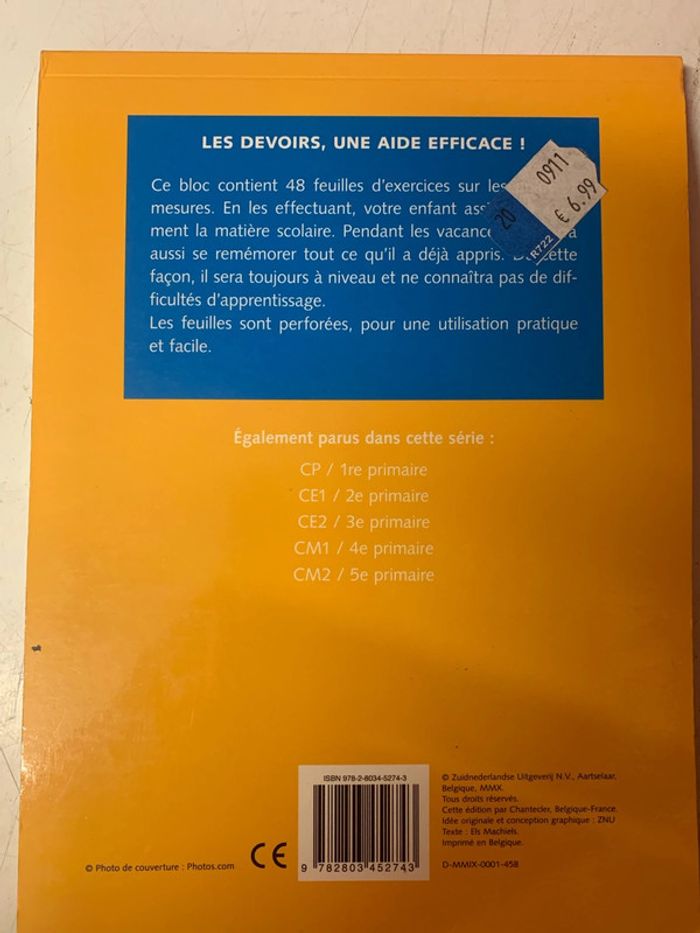 LES DEVOIRS, UNE AIDE EFFICACE !
Ce bloc contient 48 feuilles d'exercices sur les
mesures. En les effectuant, votre enfant assi
ment la matière scolaire. Pendant les vacance
aussi se remémorer tout ce qu'il a déjà appris. De cette
façon, il sera toujours à niveau et ne connaîtra pas de dif-
ficultés d'apprentissage.
Les feuilles sont perforées, pour une utilisation pratique
et facile.
20
0911
€ 6.99
R722
Également parus dans cette série :
CP / 1re primaire
CE1 / 2e primaire
CE2 / 3e primaire
CM1 / 4e primaire
CM2 / 5e primaire
© Photo de couverture : Photos.com
CE
ISBN 978-2-8034-5274-3
9 782803 452743
© Zuidnederlandse Uitgeverij N.V., Aartselaar,
Belgique, MMX.
Tous droits réservés.
Cette édition par Chantecler, Belgique-France.
Idée originale et conception graphique : ZNU
Texte : Els Machiels.
Imprimé en Belgique.
D-MMIX-0001-458